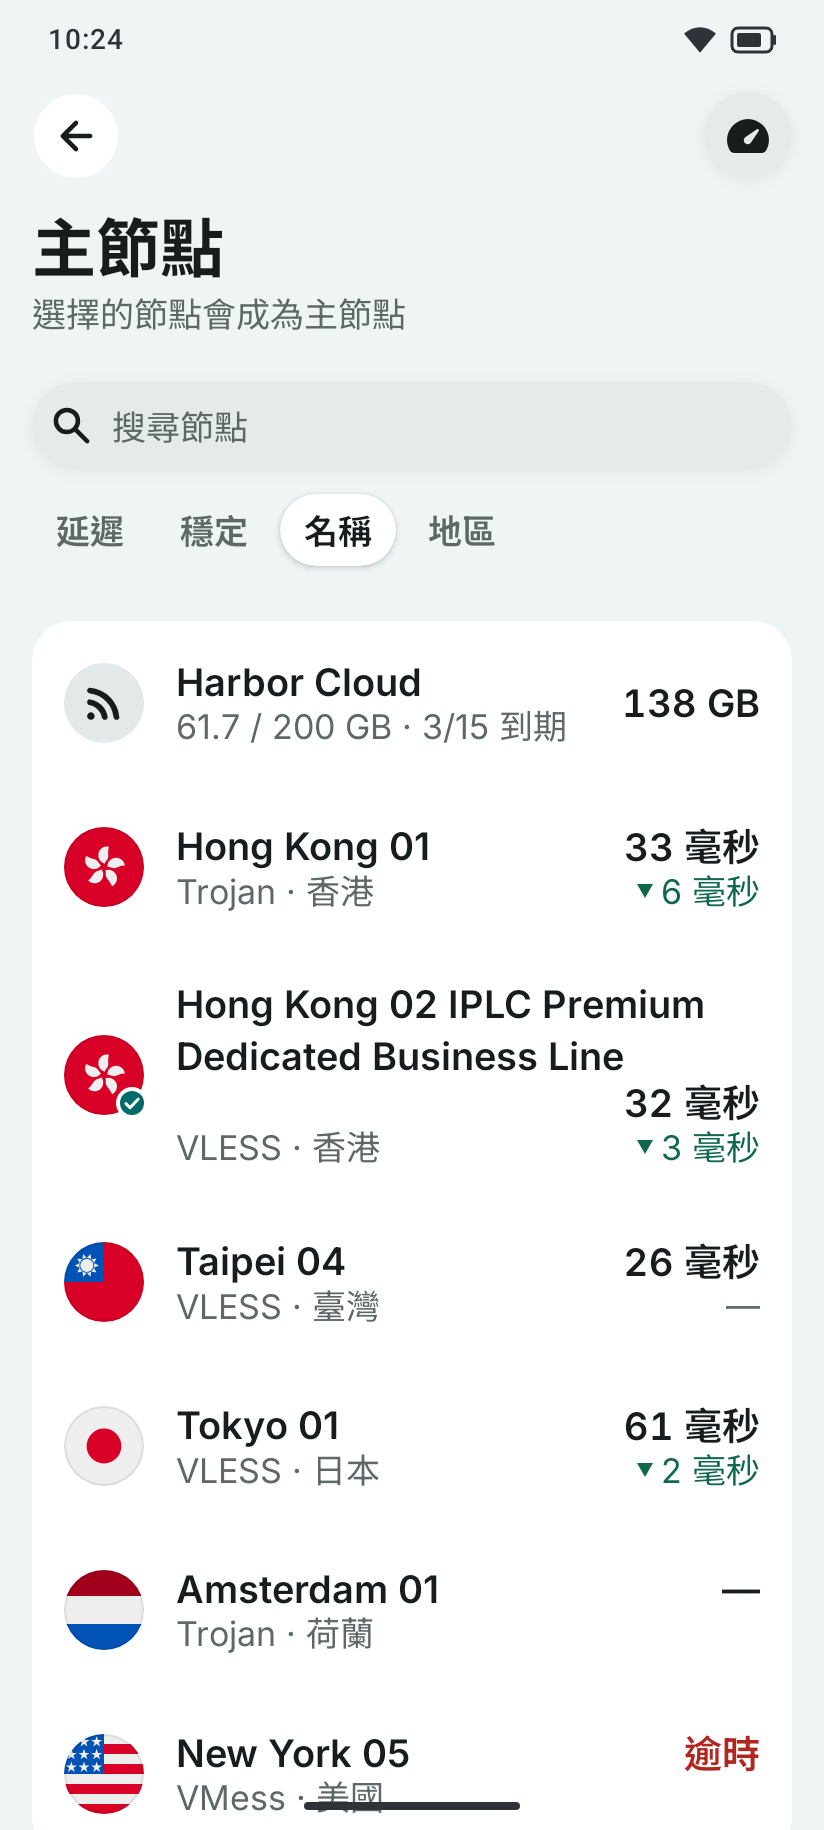 10:24
主節點
選擇的節點會成為主節點
搜尋節點
延遲 穩定 名稱 地區
Harbor Cloud
61.7 / 200 GB · 3/15 到期
138 GB
Hong Kong 01
Trojan · 香港
33 毫秒
▼6 毫秒
Hong Kong 02 IPLC Premium
Dedicated Business Line
VLESS · 香港
32 毫秒
▼3 毫秒
Taipei 04
VLESS · 臺灣
26 毫秒
—
Tokyo 01
VLESS · 日本
61 毫秒
▼2 毫秒
Amsterdam 01
Trojan · 荷蘭
—
New York 05
VMess · 美國
逾時